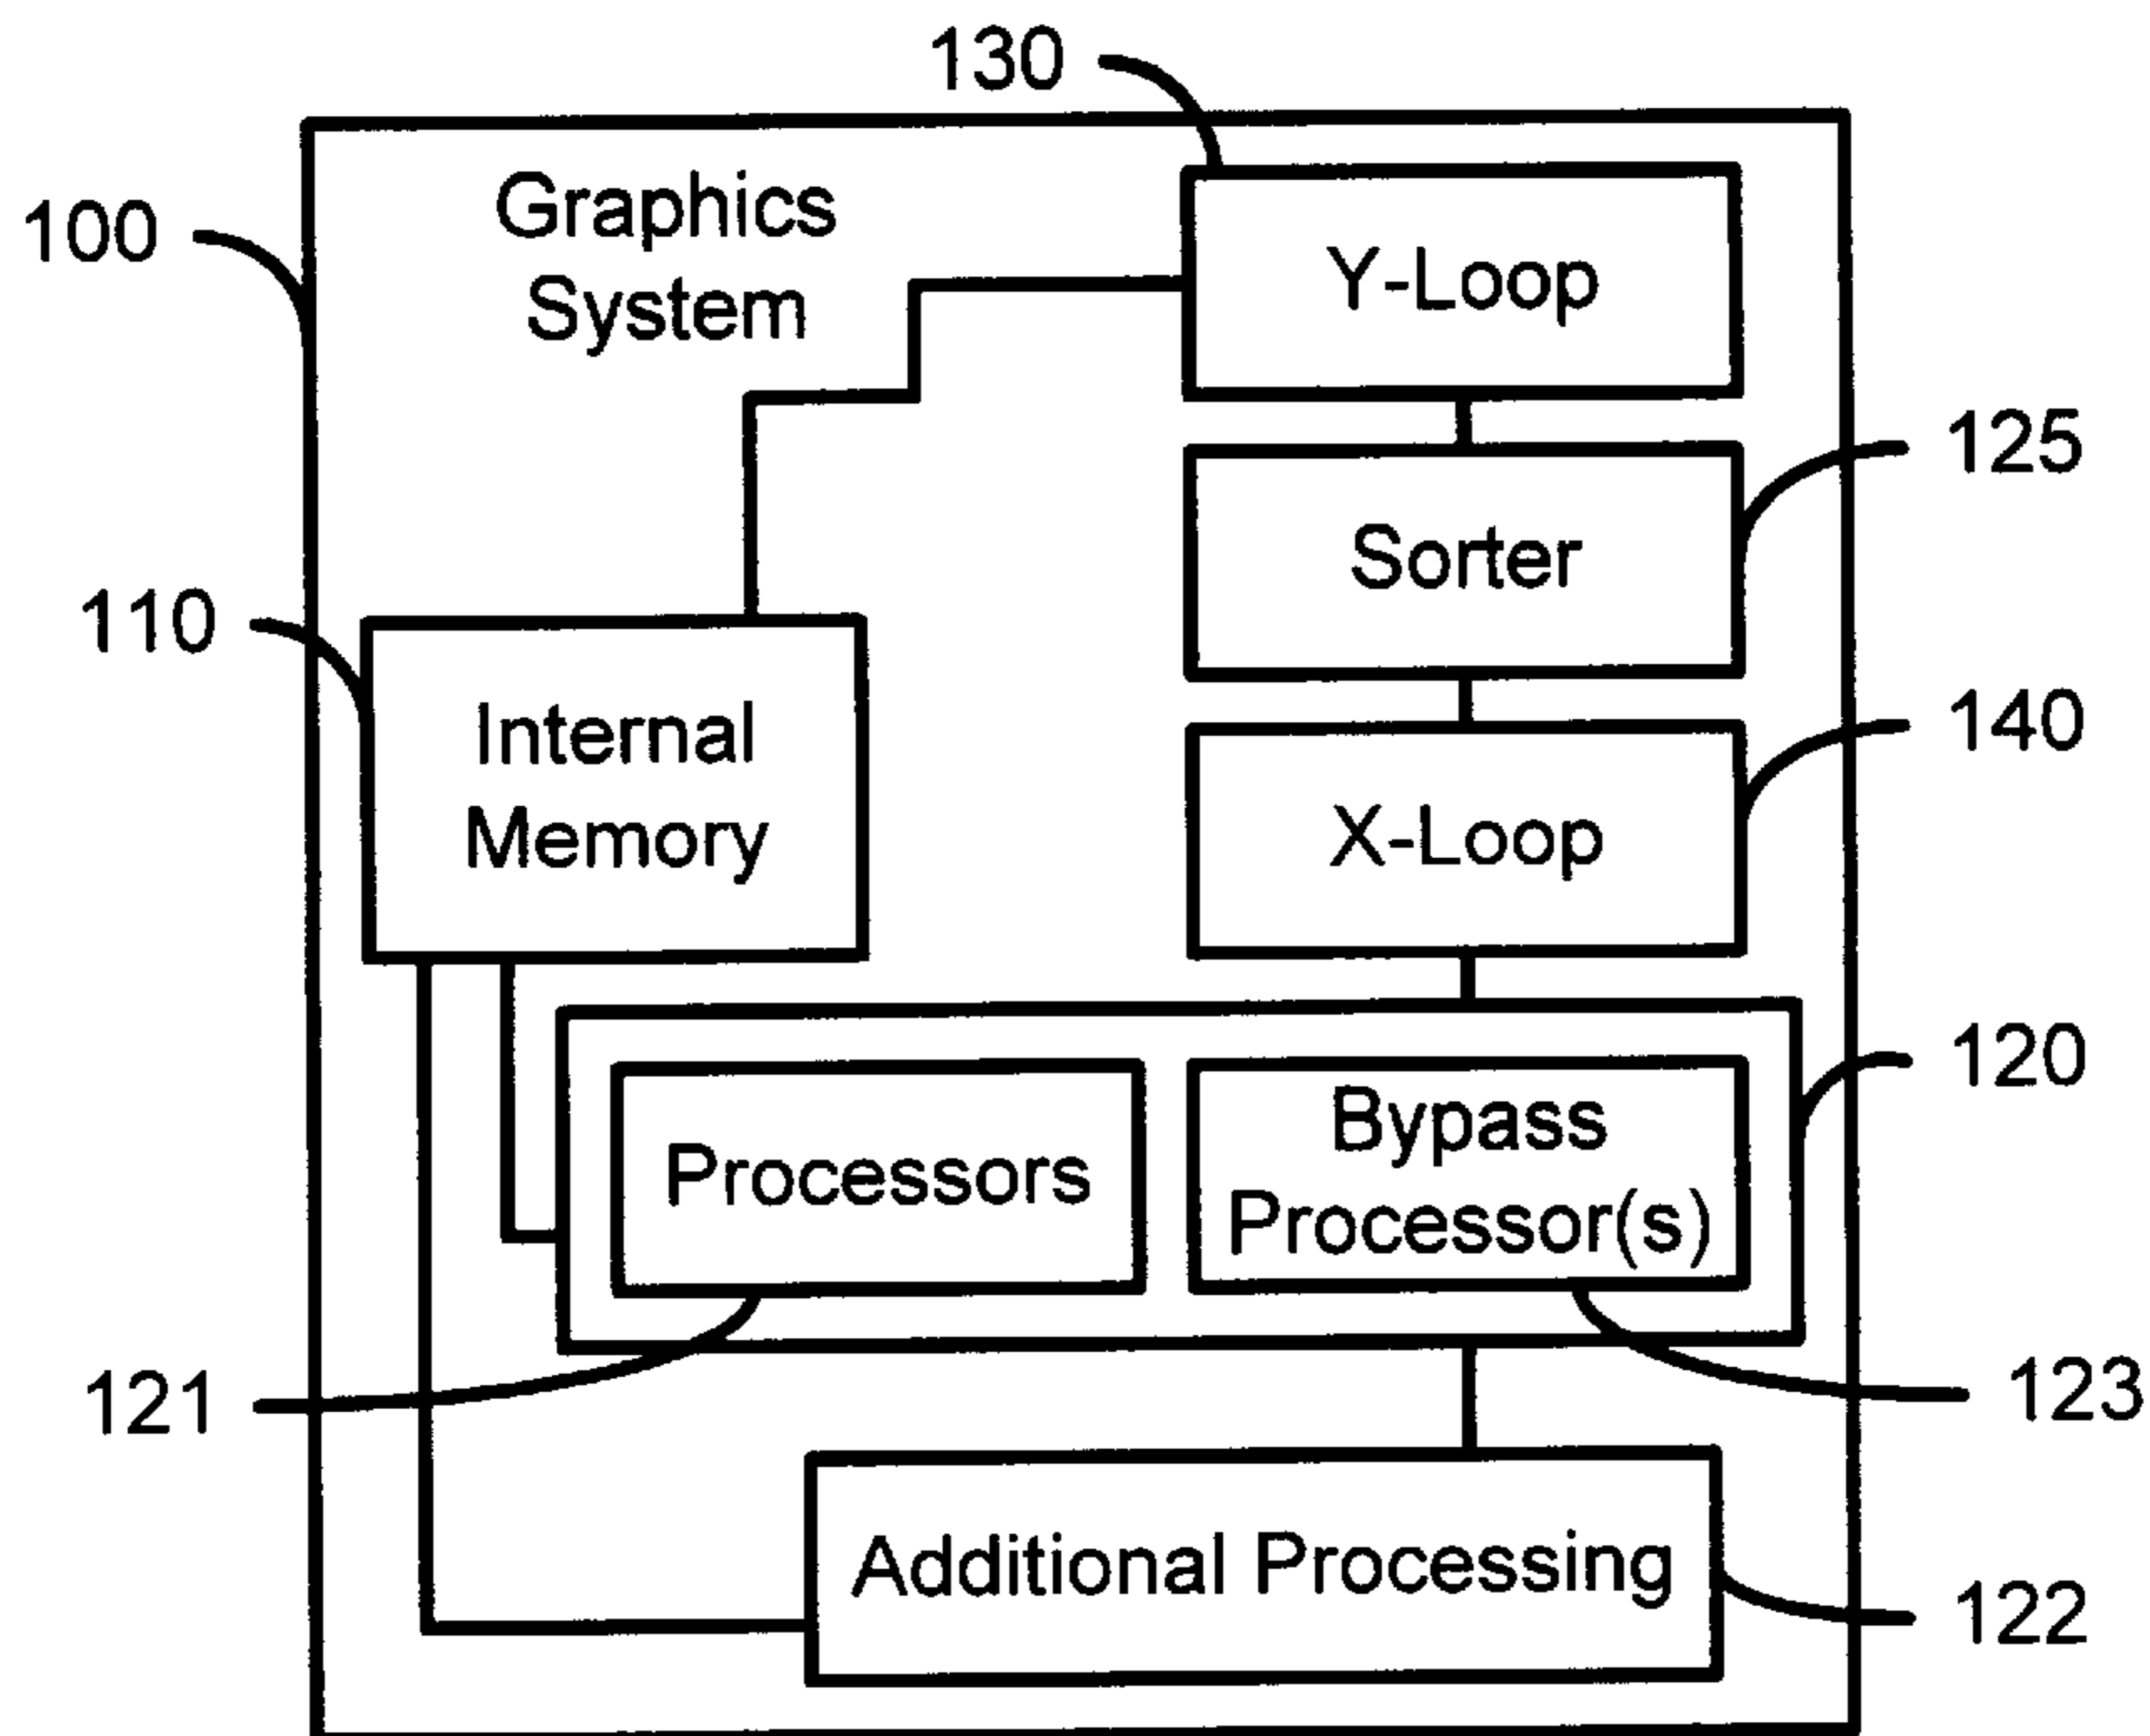 130
Graphics
System
100
Y-Loop
125
Sorter
110
Internal
Memory
140
X-Loop
120
Processors
Bypass
Processor(s)
121
123
Additional Processing
122